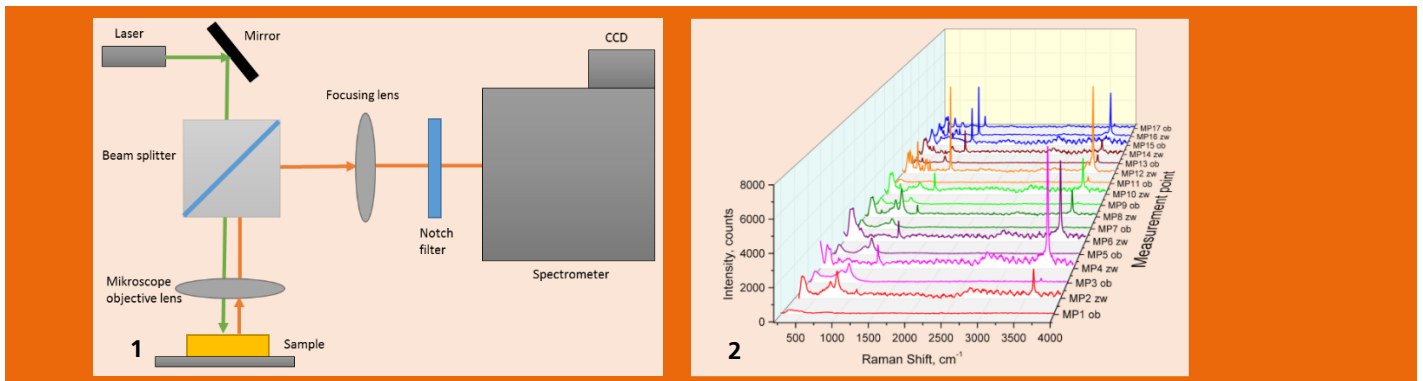 Laser
Mirror
CCD
Focusing lens
Beam splitter
Notch
filter
Spectrometer
Mikroscope
objective lens
Sample
1
8000
6000
4000
2000
0
Intensity, counts
500 1000 1500 2000 2500 3000 3500 4000
Raman Shift, cm-1
MP17 ob
MP16 zw
MP15 ob
MP14 zw
MP13 ob
MP12 zw
MP11 ob
MP10 zw
MP9 ob
MP8 zw
MP7 ob
MP6 zw
MP5 ob
MP4 zw
MP3 ob
MP2 zw
MP1 ob
Measurement point
2